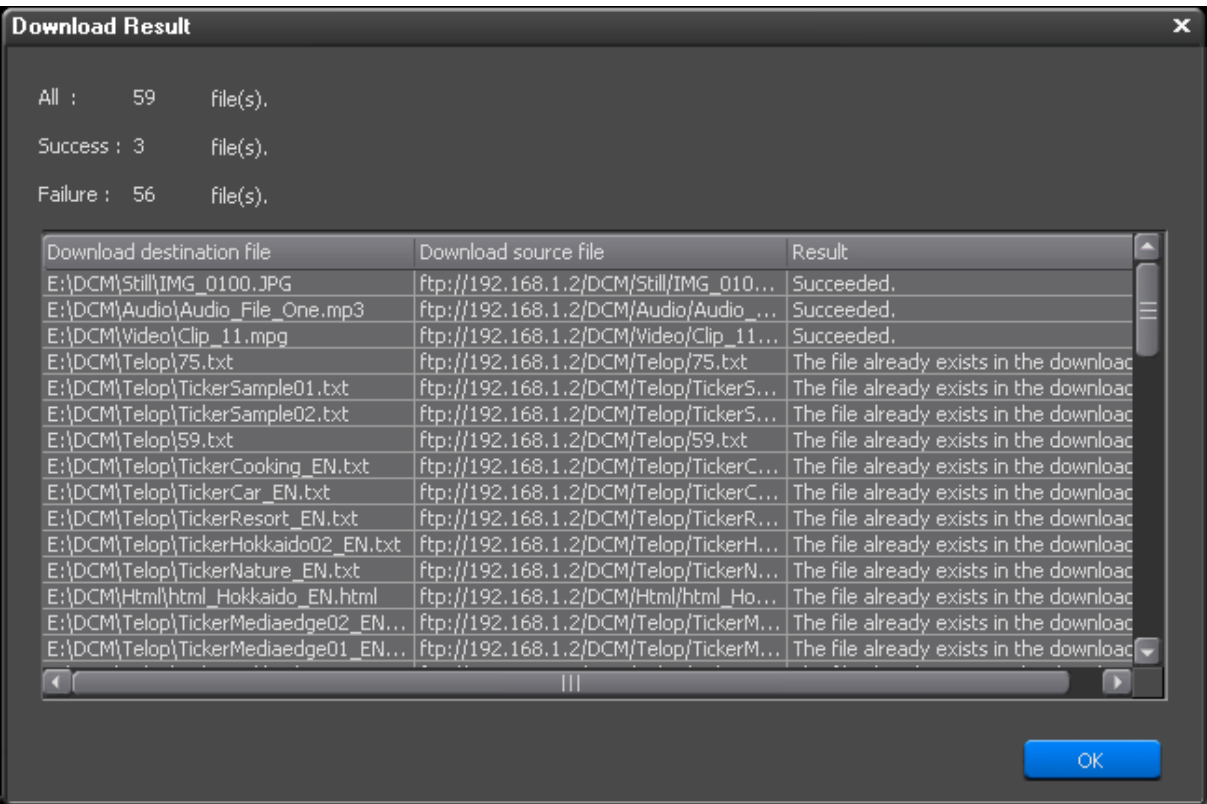 Download Result
All : 59 file(s).
Success : 3 file(s).
Failure : 56 file(s).
Download destination file Download source file Result
E:\DCM\Still\IMG_0100.JPG ftp://192.168.1.2/DCM/Still/IMG_010... Succeeded.
E:\DCM\Audio\Audio_File_One.mp3 ftp://192.168.1.2/DCM/Audio/Audio_... Succeeded.
E:\DCM\Video\Clip_11.mpg ftp://192.168.1.2/DCM/Video/Clip_11... Succeeded.
E:\DCM\Telop\75.txt ftp://192.168.1.2/DCM/Telop/75.txt The file already exists in the download
E:\DCM\Telop\TickerSample01.txt ftp://192.168.1.2/DCM/Telop/TickerS... The file already exists in the download
E:\DCM\Telop\TickerSample02.txt ftp://192.168.1.2/DCM/Telop/TickerS... The file already exists in the download
E:\DCM\Telop\59.txt ftp://192.168.1.2/DCM/Telop/59.txt The file already exists in the download
E:\DCM\Telop\TickerCooking_EN.txt ftp://192.168.1.2/DCM/Telop/TickerC... The file already exists in the download
E:\DCM\Telop\TickerCar_EN.txt ftp://192.168.1.2/DCM/Telop/TickerC... The file already exists in the download
E:\DCM\Telop\TickerResort_EN.txt ftp://192.168.1.2/DCM/Telop/TickerR... The file already exists in the download
E:\DCM\Telop\TickerHokkaido02_EN.txt ftp://192.168.1.2/DCM/Telop/TickerH... The file already exists in the download
E:\DCM\Telop\TickerNature_EN.txt ftp://192.168.1.2/DCM/Telop/TickerN... The file already exists in the download
E:\DCM\Html\html_Hokkaido_EN.html ftp://192.168.1.2/DCM/Html/html_Ho... The file already exists in the download
E:\DCM\Telop\TickerMediaedge02_EN... ftp://192.168.1.2/DCM/Telop/TickerM... The file already exists in the download
E:\DCM\Telop\TickerMediaedge01_EN... ftp://192.168.1.2/DCM/Telop/TickerM... The file already exists in the download
OK